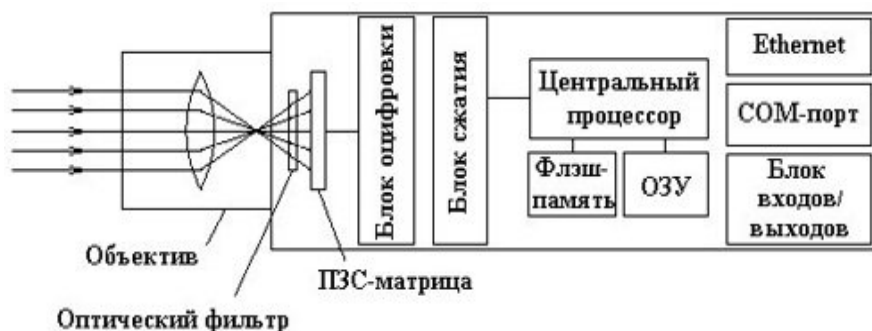 Блок оцифровки
Блок сжатия
Центральный
процессор
Флэш-
память
ОЗУ
Ethernet
COM-порт
Блок
входов/
выходов
Объектив
ПЗС-матрица
Оптический фильтр